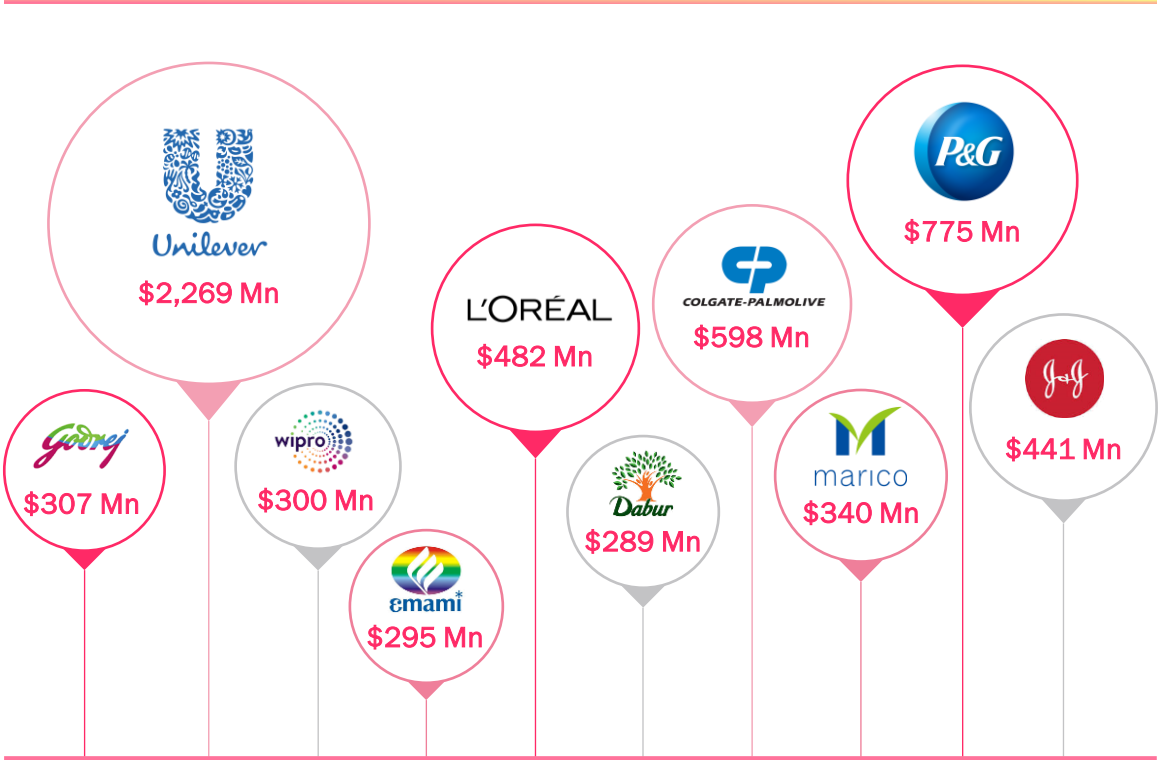 Unilever
$2,269 Mn
P&G
$775 Mn
L'ORÉAL
$482 Mn
COLGATE-PALMOLIVE
$598 Mn
Godrej
$307 Mn
wipro
$300 Mn
emami*
$295 Mn
Dabur
$289 Mn
marico
$340 Mn
J&J
$441 Mn